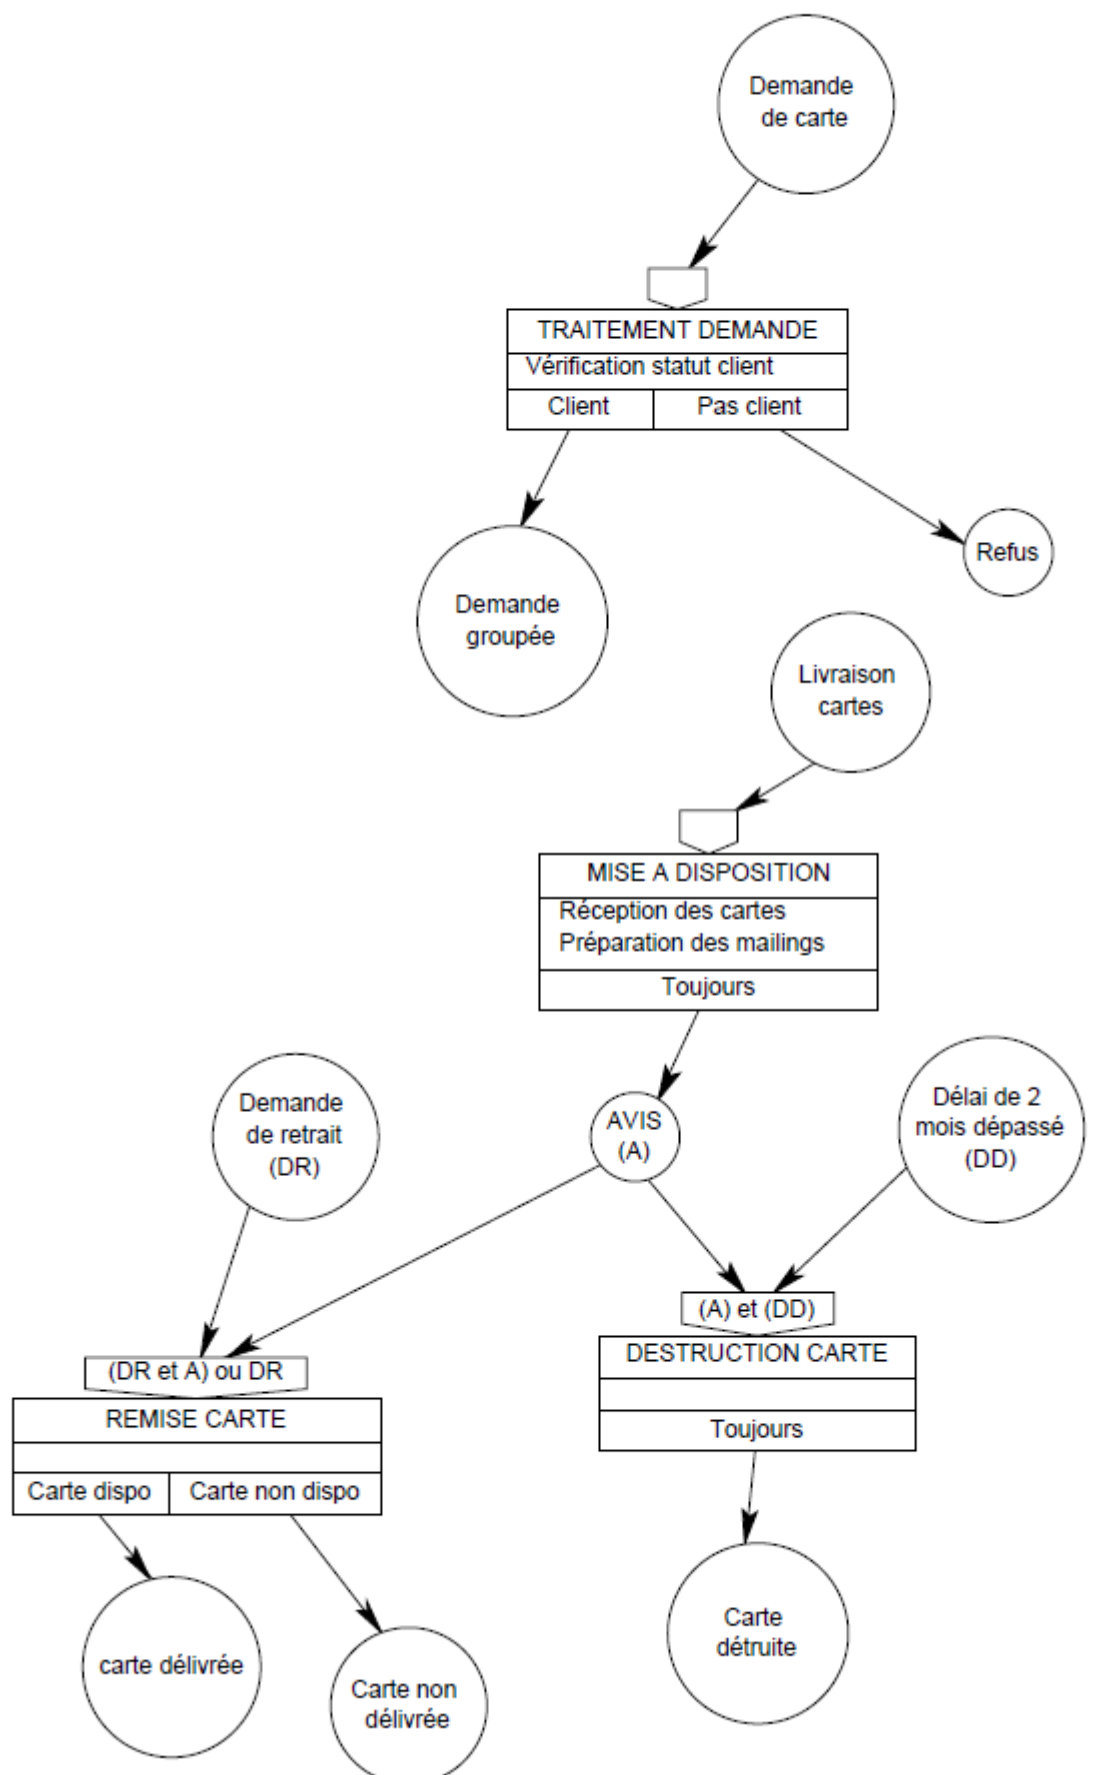 Demande
de carte
TRAITEMENT DEMANDE
Vérification statut client
Client
Pas client
Refus
Demande
groupée
Livraison
cartes
MISE A DISPOSITION
Réception des cartes
Préparation des mailings
Toujours
Demande
de retrait
(DR)
AVIS
(A)
Délai de 2
mois dépassé
(DD)
(A) et (DD)
DESTRUCTION CARTE
Toujours
(DR et A) ou DR
REMISE CARTE
Carte dispo
Carte non dispo
carte délivrée
Carte non
délivrée
Carte
détruite